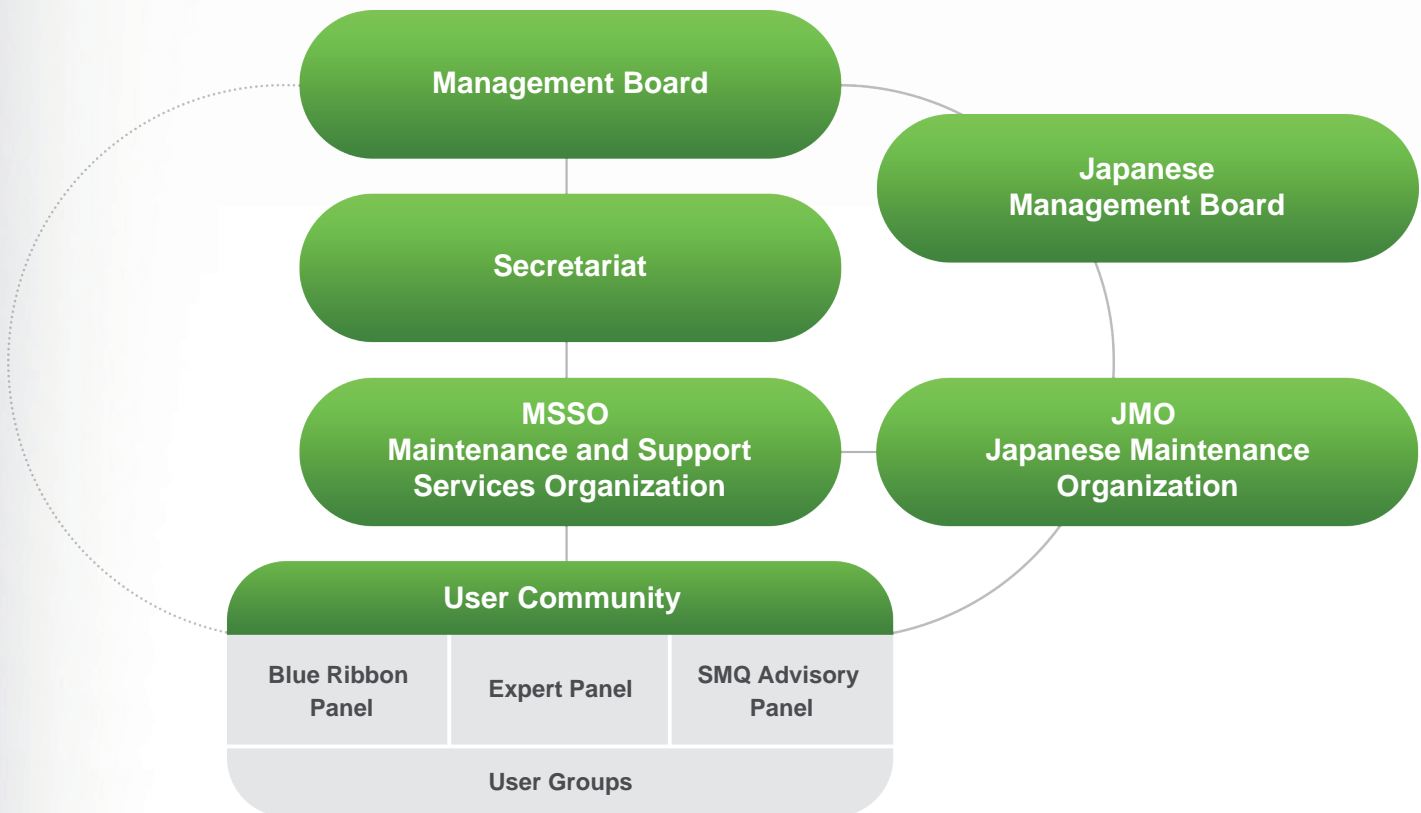 Management Board
Japanese
Management Board
Secretariat
MSSO
Maintenance and Support
Services Organization
JMO
Japanese Maintenance
Organization
User Community
Blue Ribbon
Panel
Expert Panel
SMQ Advisory
Panel
User Groups